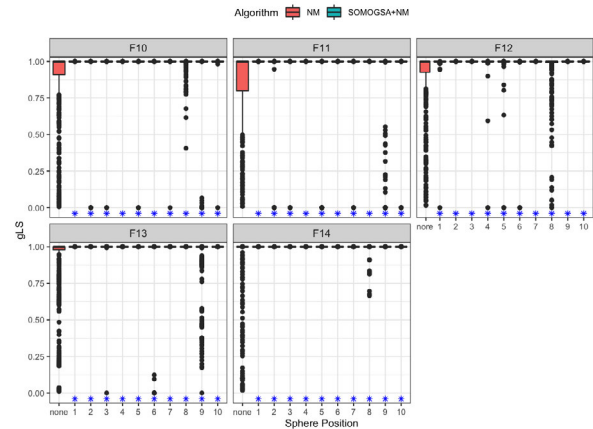 Algorithm NM SOMOGSA+NM
F10 F11 F12
1.00
0.75
0.50
0.25
0.00
none 1 2 3 4 5 6 7 8 9 10
F13 F14
1.00
0.75
0.50
0.25
0.00
none 1 2 3 4 5 6 7 8 9 10 none 1 2 3 4 5 6 7 8 9 10
gLS
Sphere Position